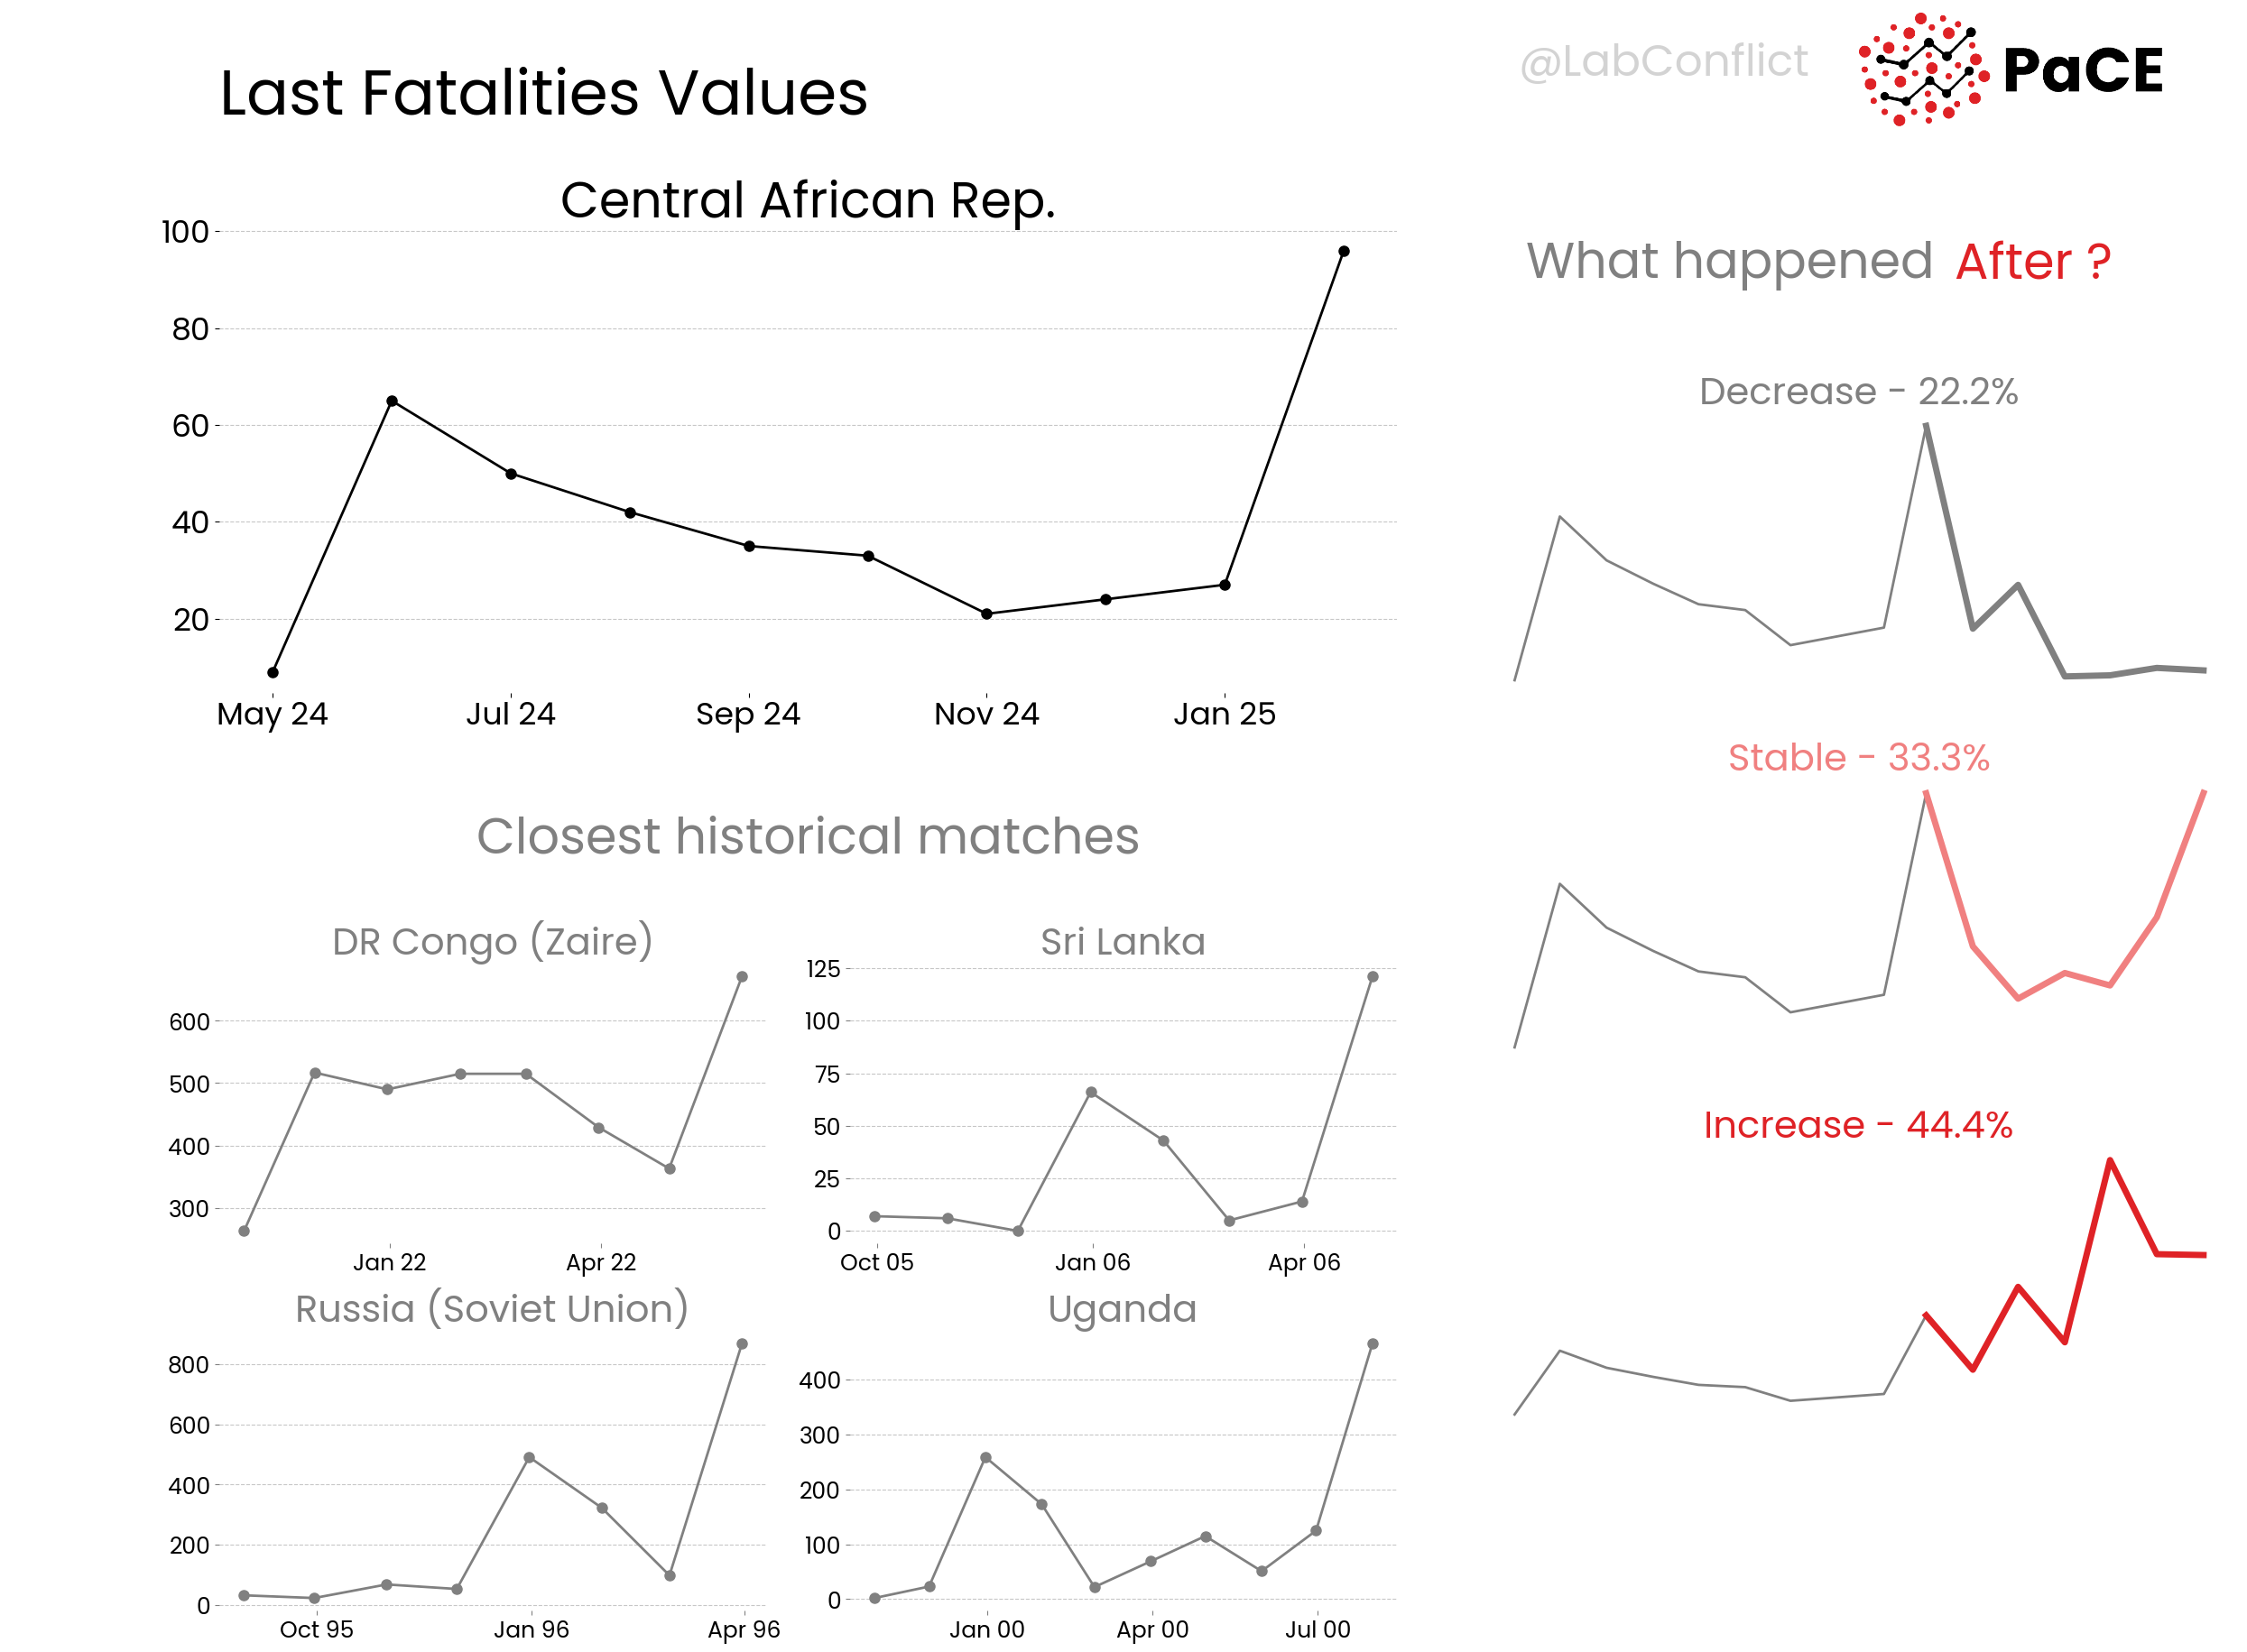 Last Fatalities Values
@LabConflict
PaCE
Central African Rep.
100
80
60
40
20
May 24 Jul 24 Sep 24 Nov 24 Jan 25
What happened After ?
Decrease - 22.2%
Stable - 33.3%
Increase - 44.4%
Closest historical matches
DR Congo (Zaire)
600
500
400
300
Jan 22 Apr 22
Sri Lanka
125
100
75
50
25
0
Oct 05 Jan 06 Apr 06
Russia (Soviet Union)
800
600
400
200
0
Oct 95 Jan 96 Apr 96
Uganda
400
300
200
100
0
Jan 00 Apr 00 Jul 00